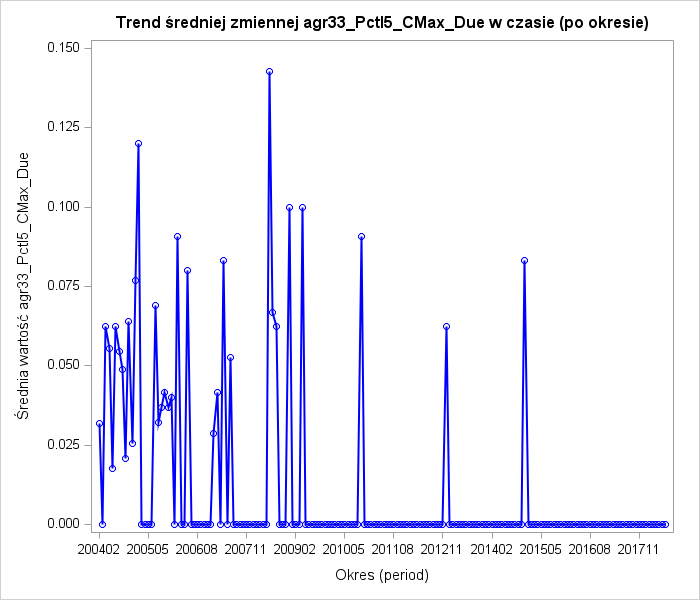 Trend średniej zmiennej agr33_Pctl5_CMax_Due w czasie (po okresie)
Średnia wartość agr33_Pctl5_CMax_Due
0.150
0.125
0.100
0.075
0.050
0.025
0.000
200402 200505 200608 200711 200902 201005 201108 201211 201402 201505 201608 201711
Okres (period)